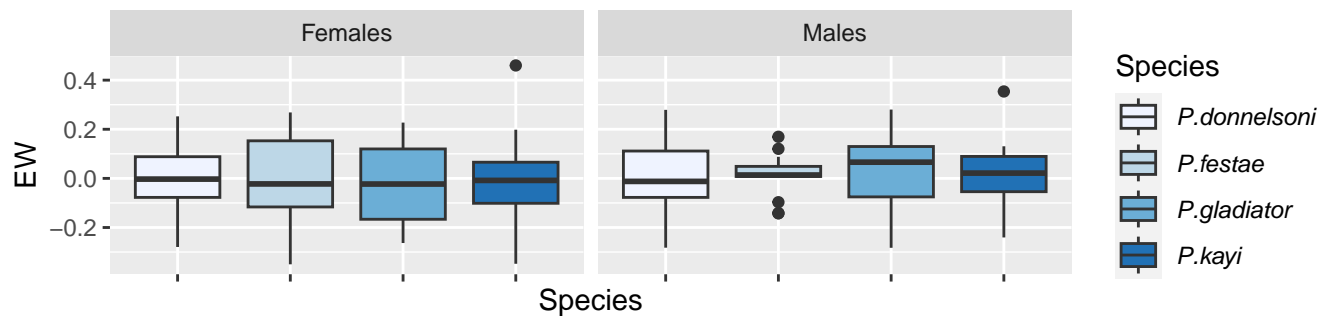 Females
Males
EW
0.4
0.2
0.0
−0.2
Species
Species
P.donnelsoni
P.festae
P.gladiator
P.kayi